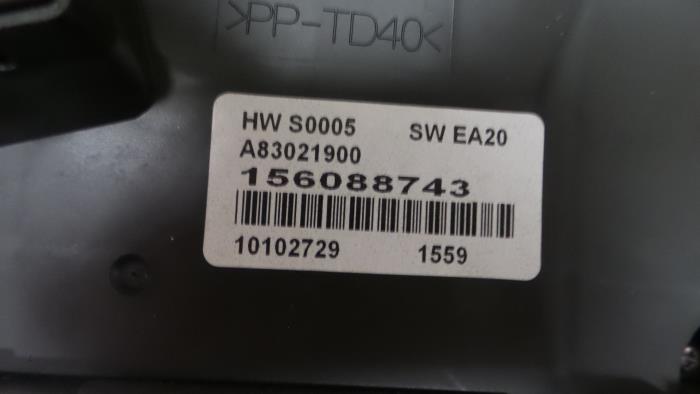 >PP-TD40<
HW S0005 SW EA20
A83021900
156088743
10102729 1559